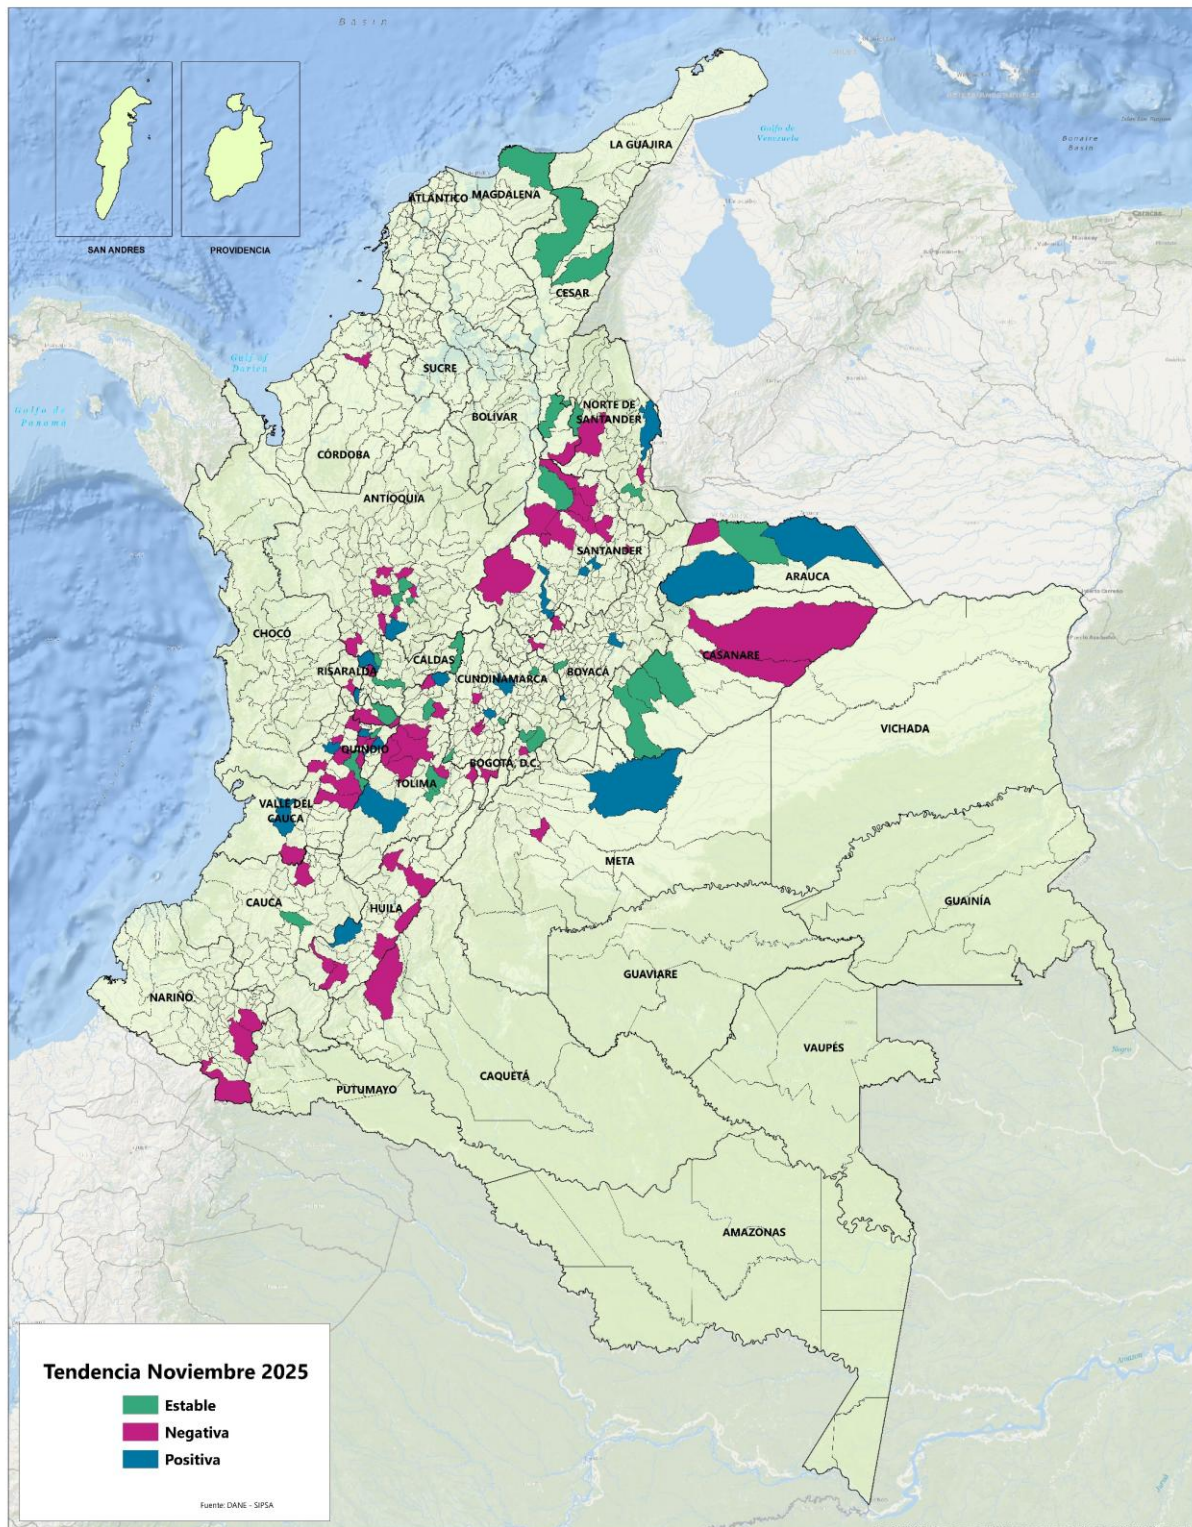 Basin
Golfo de
Venezuela
Bonaire
Basin
Caracas
LA GUAJIRA
ATLÁNTICO
MAGDALENA
SAN ANDRES
PROVIDENCIA
CESAR
Gulf of
Darien
Golfo de
Panamá
SUCRE
NORTE DE
SANTANDER
BOLÍVAR
CÓRDOBA
ANTIOQUIA
SANTANDER
ARAUCA
CHOCÓ
CASANARE
RISARALDA
CALDAS
CUNDINAMARCA
BOYACÁ
VICHADA
QUINDIO
BOGOTÁ, D.C.
TOLIMA
VALLE DEL
CAUCA
META
CAUCA
HUILA
GUAINÍA
GUAVIARE
NARIÑO
VAUPÉS
CAQUETÁ
PUTUMAYO
AMAZONAS
Tendencia Noviembre 2025
Estable
Negativa
Positiva
Fuente: DANE - SIPSA